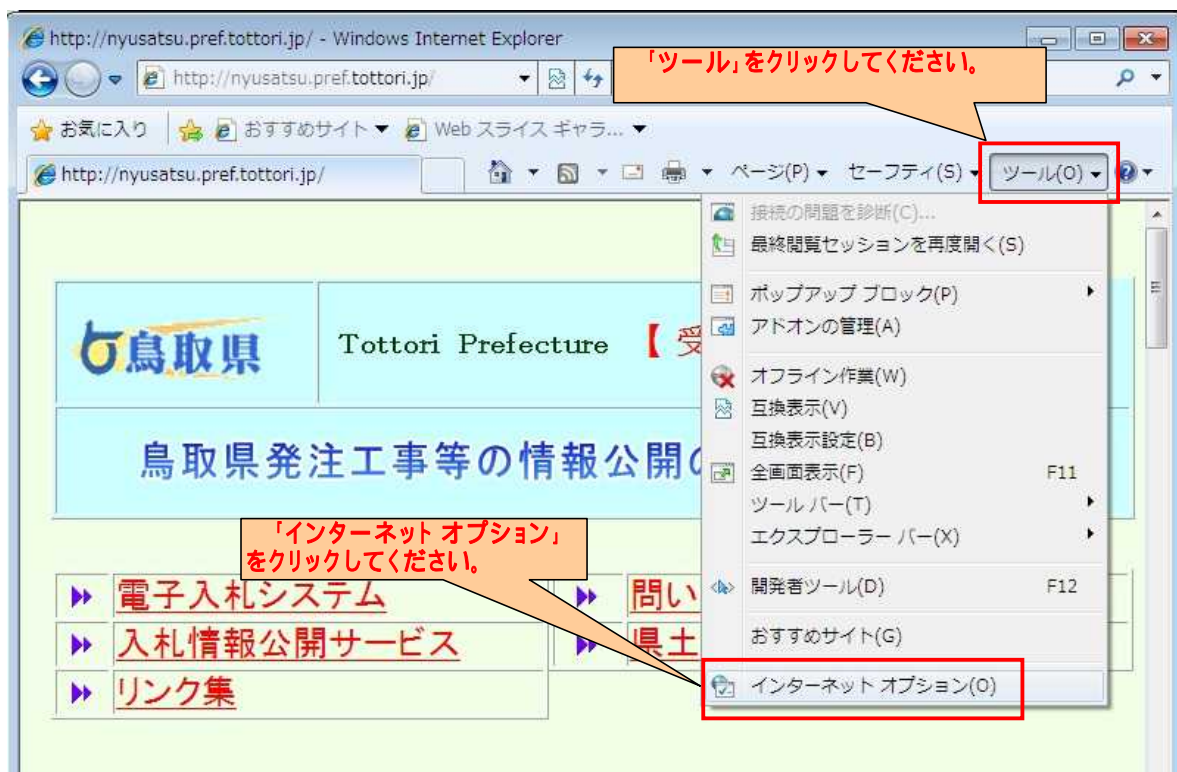 http://nyusatsu.pref.tottori.jp/ - Windows Internet Explorer
http://nyusatsu.pref.tottori.jp/
「ツール」をクリックしてください。
お気に入り おすすめサイト ▼ Web スライス ギャラ... ▼
http://nyusatsu.pref.tottori.jp/
ページ(P) セーフティ(S) ツール(O)
接続の問題を診断(C)...
最終閲覧セッションを再度開く(S)
ポップアップ ブロック(P)
アドオンの管理(A)
オフライン作業(W)
互換表示(V)
互換表示設定(B)
全画面表示(F) F11
ツール バー(T)
エクスプローラー バー(X)
開発者ツール(D) F12
おすすめサイト(G)
インターネット オプション(O)
鳥取県
Tottori Prefecture 【 受
鳥取県発注工事等の情報公開の
「インターネット オプション」
をクリックしてください。
電子入札システム
問い
入札情報公開サービス
県土
リンク集